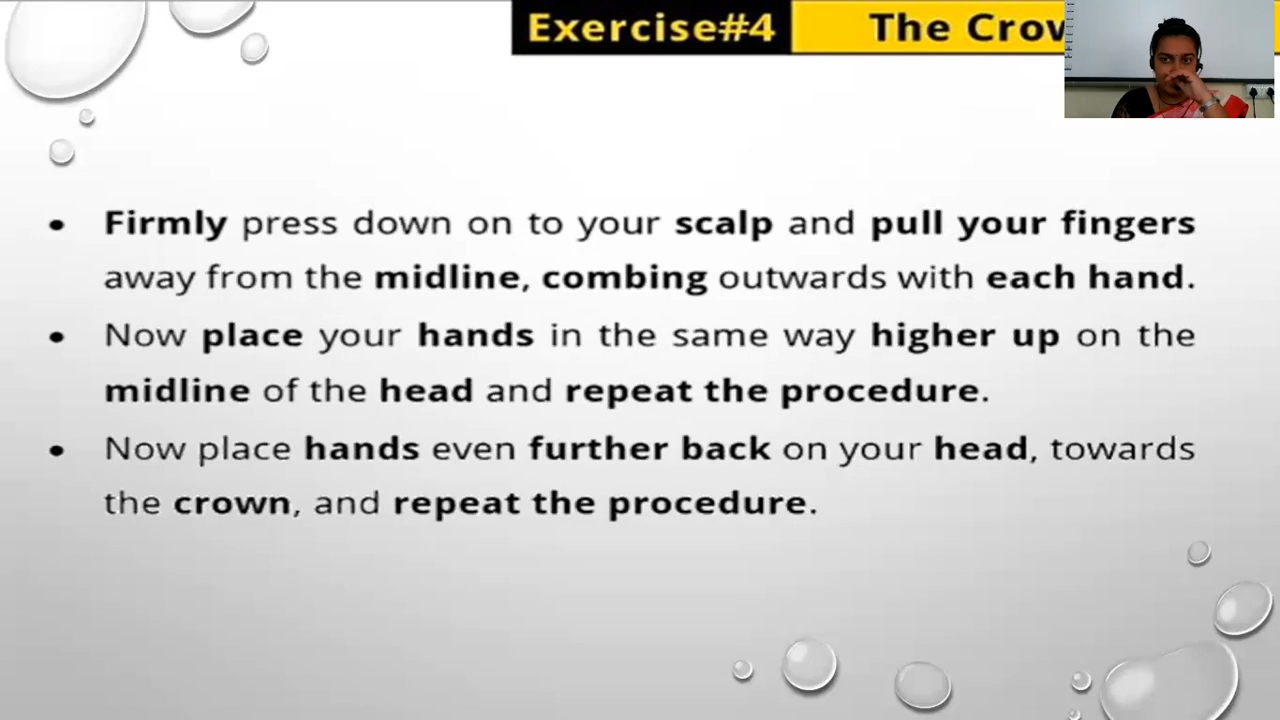 Exercise#4 The
Firmly press down on to your scalp and pull your fingers
away from the midline, combing outwards with each hand.
Now place your hands in the same way higher up on the
midline of the head and repeat the procedure.
Now place hands even further back on your head, towards
the crown, and repeat the procedure.